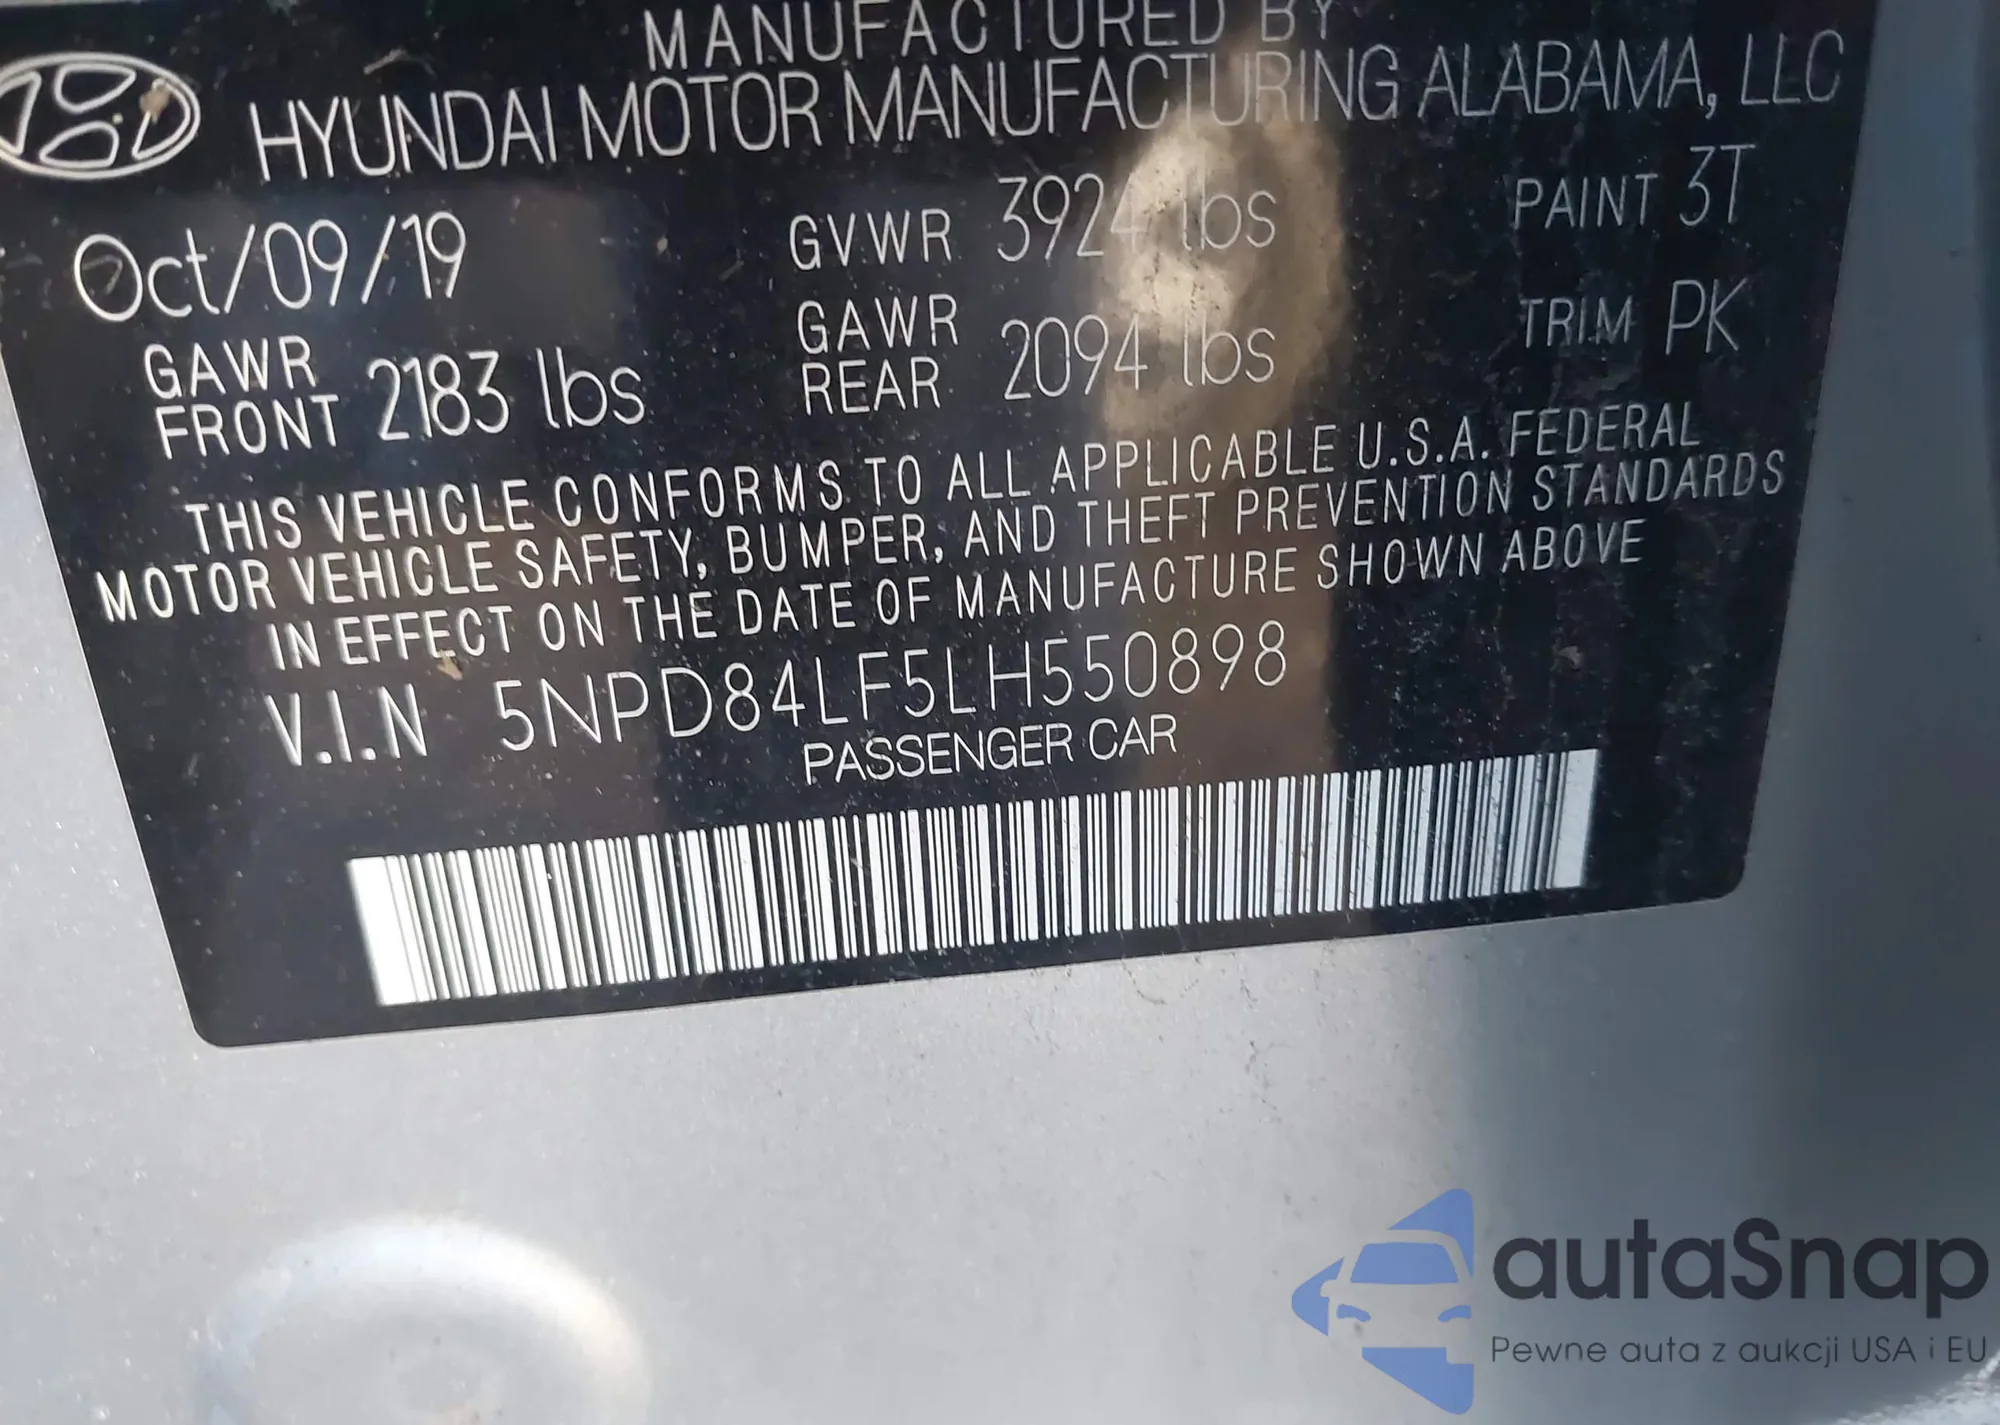 MANUFACTURED BY
HYUNDAI MOTOR MANUFACTURING ALABAMA, LLC
Oct/09/19 GVWR 3924 lbs PAINT 3T
GAWR FRONT 2183 lbs GAWR REAR 2094 lbs TRIM PK
THIS VEHICLE CONFORMS TO ALL APPLICABLE U.S.A. FEDERAL
MOTOR VEHICLE SAFETY, BUMPER, AND THEFT PREVENTION STANDARDS
IN EFFECT ON THE DATE OF MANUFACTURE SHOWN ABOVE
V.I.N 5NPD84LF5LH550898
PASSENGER CAR
autaSnap
Pewne auta z aukcji USA i EU